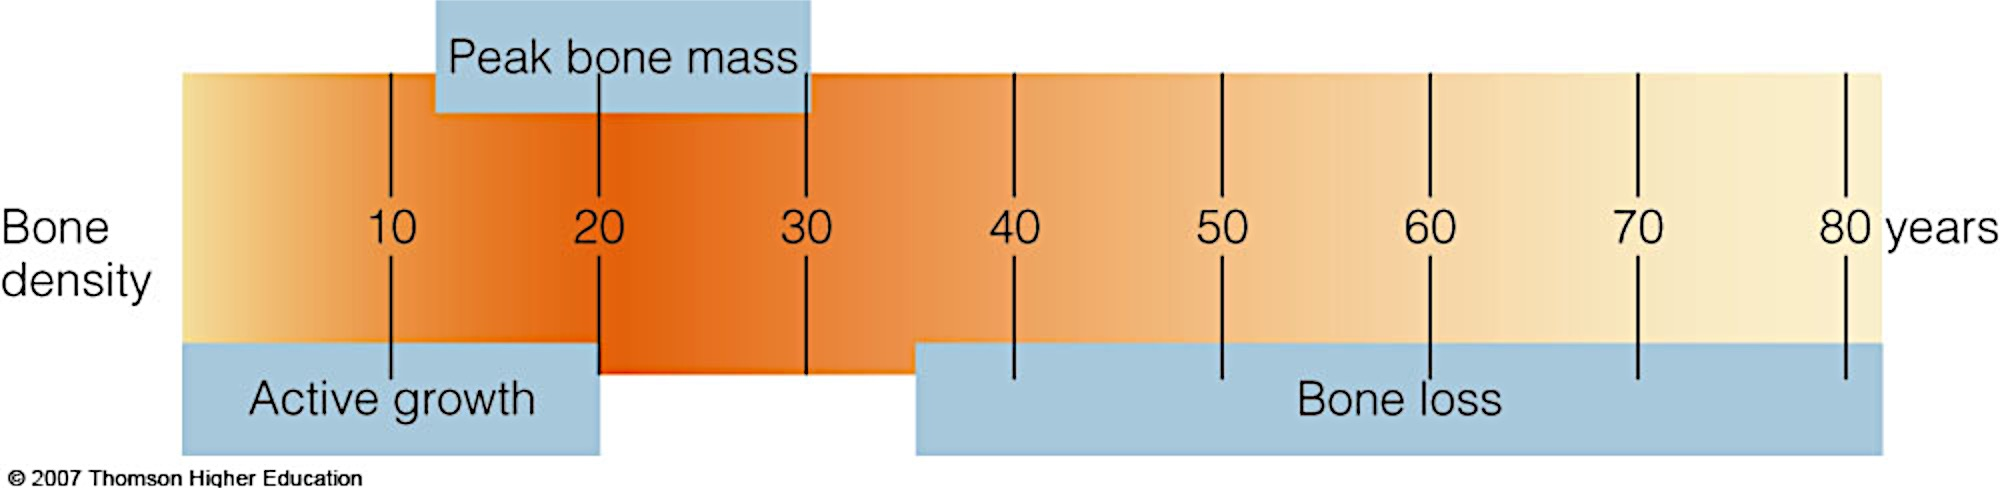 Peak bone mass
Bone
density
10 20 30 40 50 60 70 80 years
Active growth
Bone loss
© 2007 Thomson Higher Education